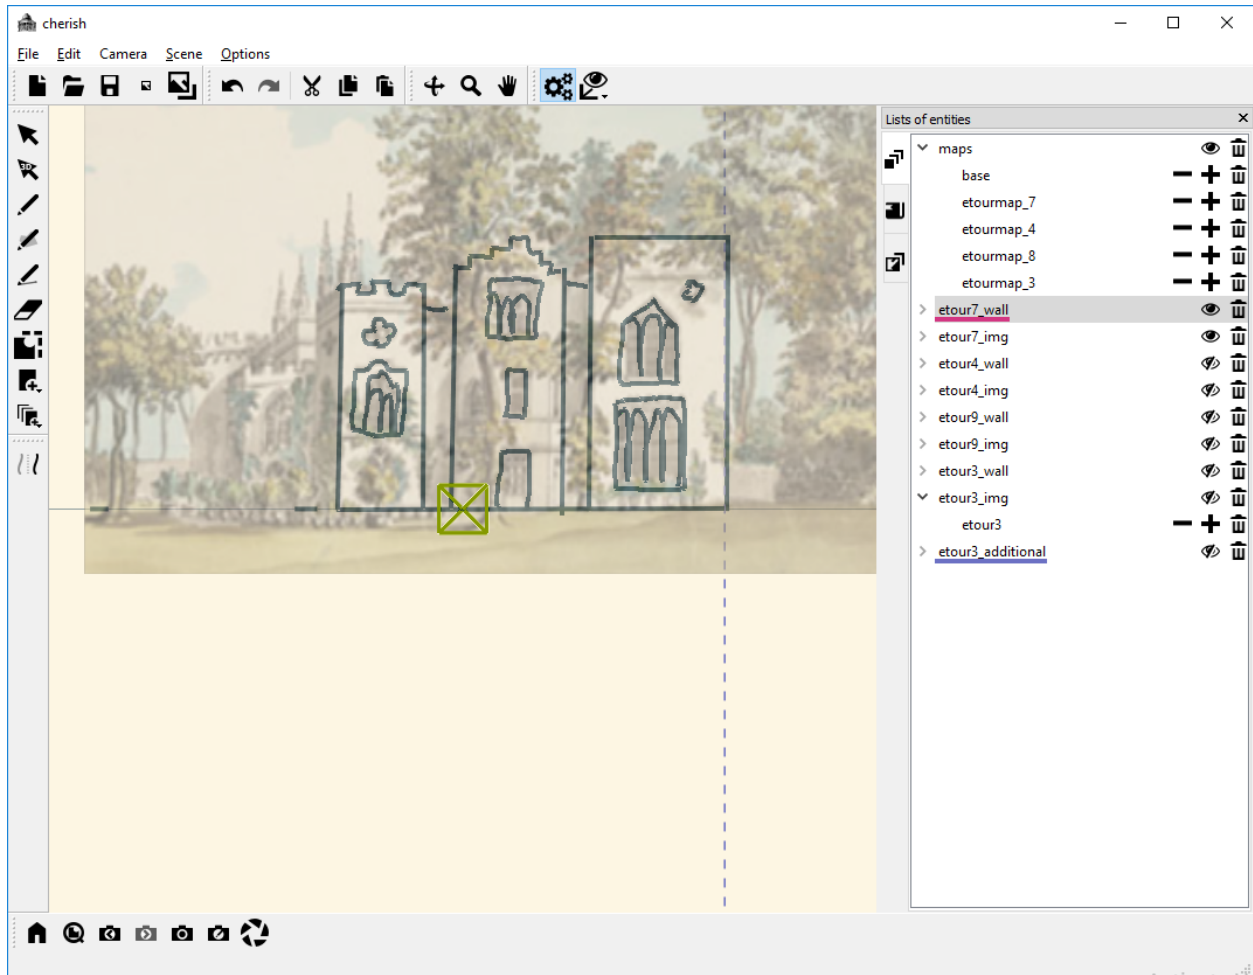 cherish
File Edit Camera Scene Options
Lists of entities
maps
base
etourmap_7
etourmap_4
etourmap_8
etourmap_3
etour7_wall
etour7_img
etour4_wall
etour4_img
etour9_wall
etour9_img
etour3_wall
etour3_img
etour3
etour3_additional
3D